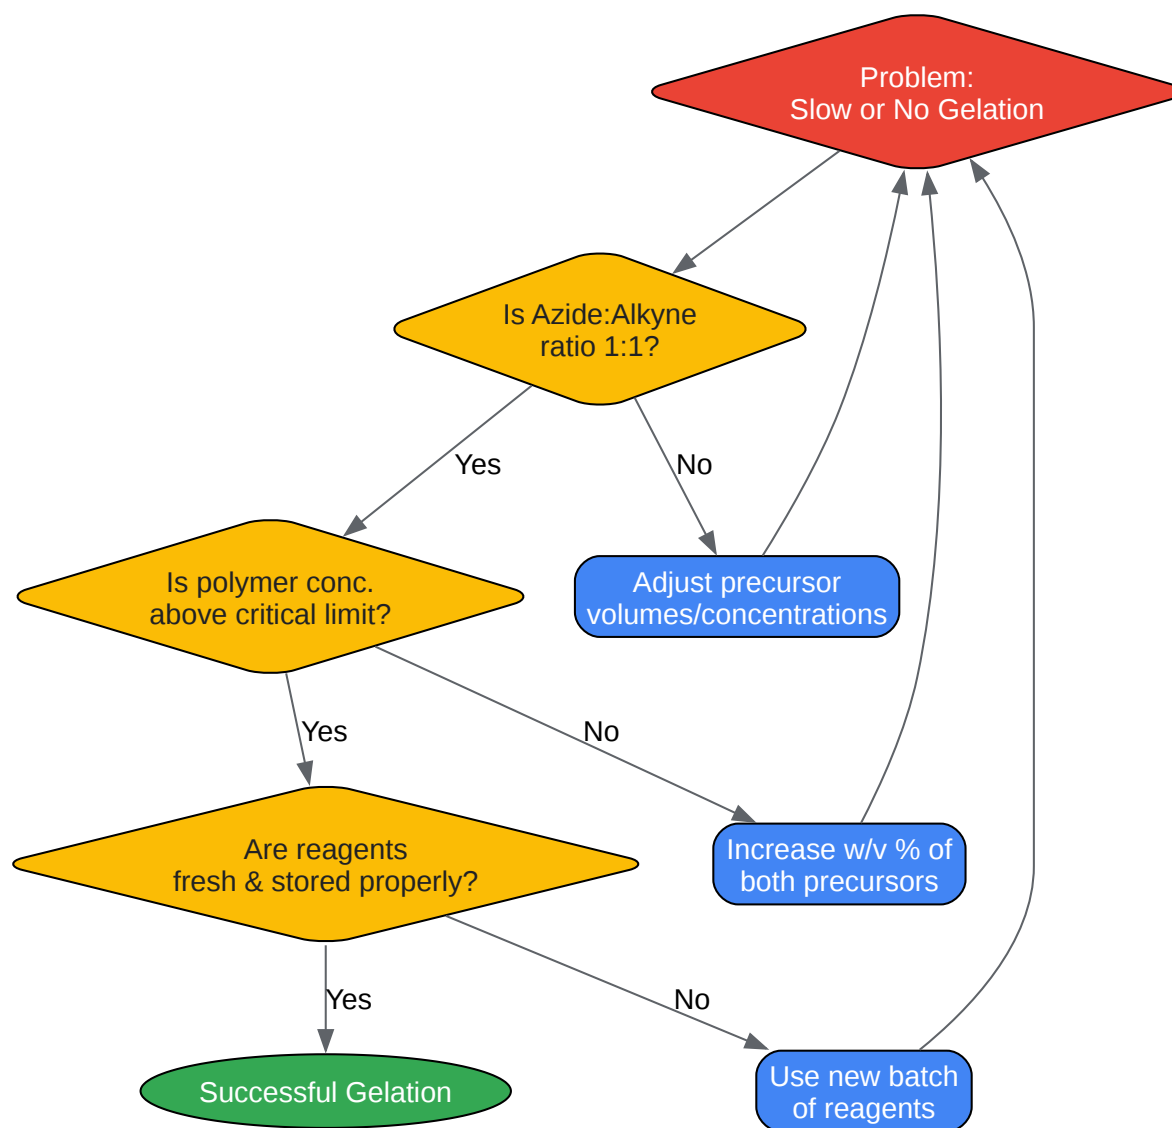 Problem:
Slow or No Gelation
Is Azide:Alkyne
ratio 1:1?
Yes
No
Is polymer conc.
above critical limit?
Adjust precursor
volumes/concentrations
Yes
No
Are reagents
fresh & stored properly?
Increase w/v % of
both precursors
Yes
No
Successful Gelation
Use new batch
of reagents